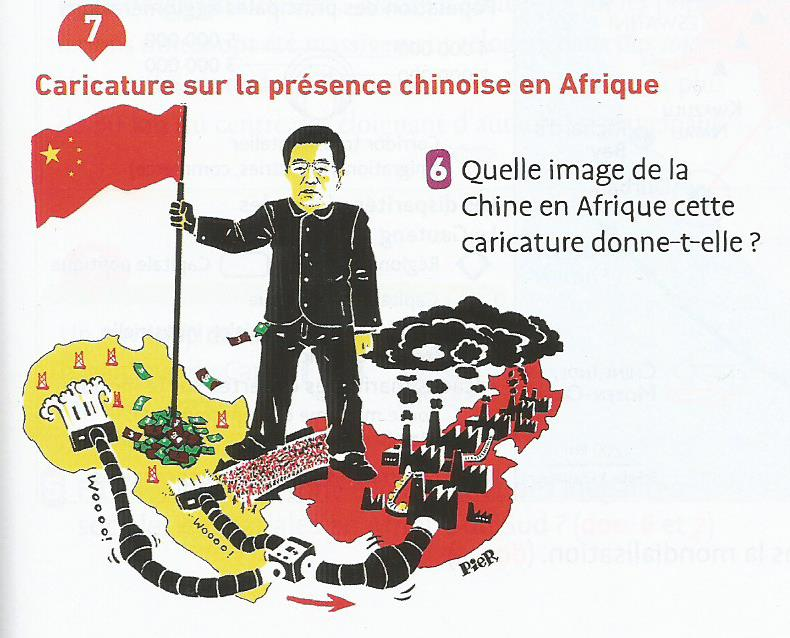 7
Caricature sur la présence chinoise en Afrique
6 Quelle image de la
Chine en Afrique cette
caricature donne-t-elle ?
Woooo!
Woooo!
PieR